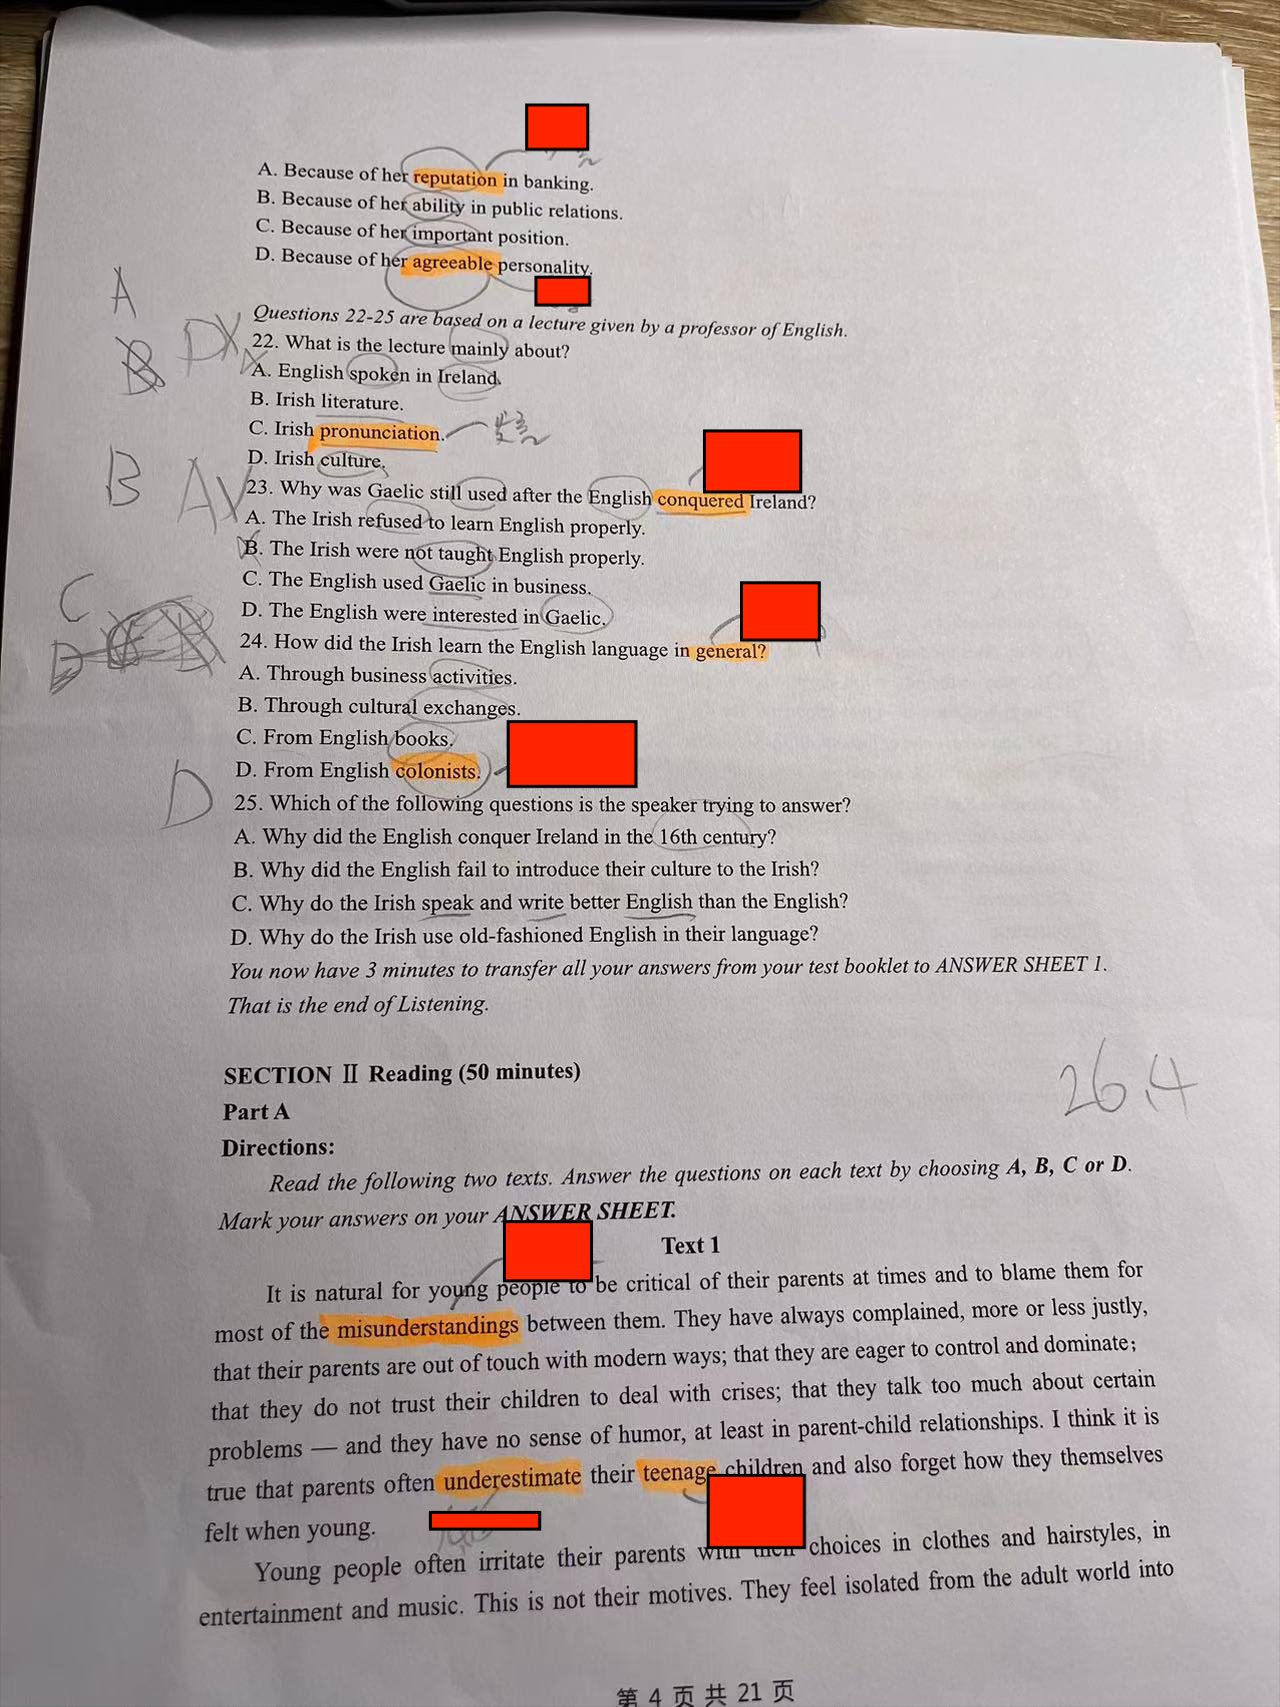 A. Because of her reputation in banking.
B. Because of her ability in public relations.
C. Because of her important position.
D. Because of her agreeable personality.
A
Questions 22-25 are based on a lecture given by a professor of English.
B DX 22. What is the lecture mainly about?
A. English spoken in Ireland.
B. Irish literature.
C. Irish pronunciation.
D. Irish culture.
B A 23. Why was Gaelic still used after the English conquered Ireland?
A. The Irish refused to learn English properly.
B. The Irish were not taught English properly.
C. The English used Gaelic in business.
C D. The English were interested in Gaelic.
D 24. How did the Irish learn the English language in general?
A. Through business activities.
B. Through cultural exchanges.
C. From English books.
D. From English colonists.
D 25. Which of the following questions is the speaker trying to answer?
A. Why did the English conquer Ireland in the 16th century?
B. Why did the English fail to introduce their culture to the Irish?
C. Why do the Irish speak and write better English than the English?
D. Why do the Irish use old-fashioned English in their language?
You now have 3 minutes to transfer all your answers from your test booklet to ANSWER SHEET 1.
That is the end of Listening.
SECTION Ⅱ Reading (50 minutes)
26.4
Part A
Directions:
Read the following two texts. Answer the questions on each text by choosing A, B, C or D.
Mark your answers on your ANSWER SHEET.
Text 1
It is natural for young people to be critical of their parents at times and to blame them for
most of the misunderstandings between them. They have always complained, more or less justly,
that their parents are out of touch with modern ways; that they are eager to control and dominate;
that they do not trust their children to deal with crises; that they talk too much about certain
problems — and they have no sense of humor, at least in parent-child relationships. I think it is
true that parents often underestimate their teenage children and also forget how they themselves
felt when young.
Young people often irritate their parents with their choices in clothes and hairstyles, in
entertainment and music. This is not their motives. They feel isolated from the adult world into
第 4 页 共 21 页